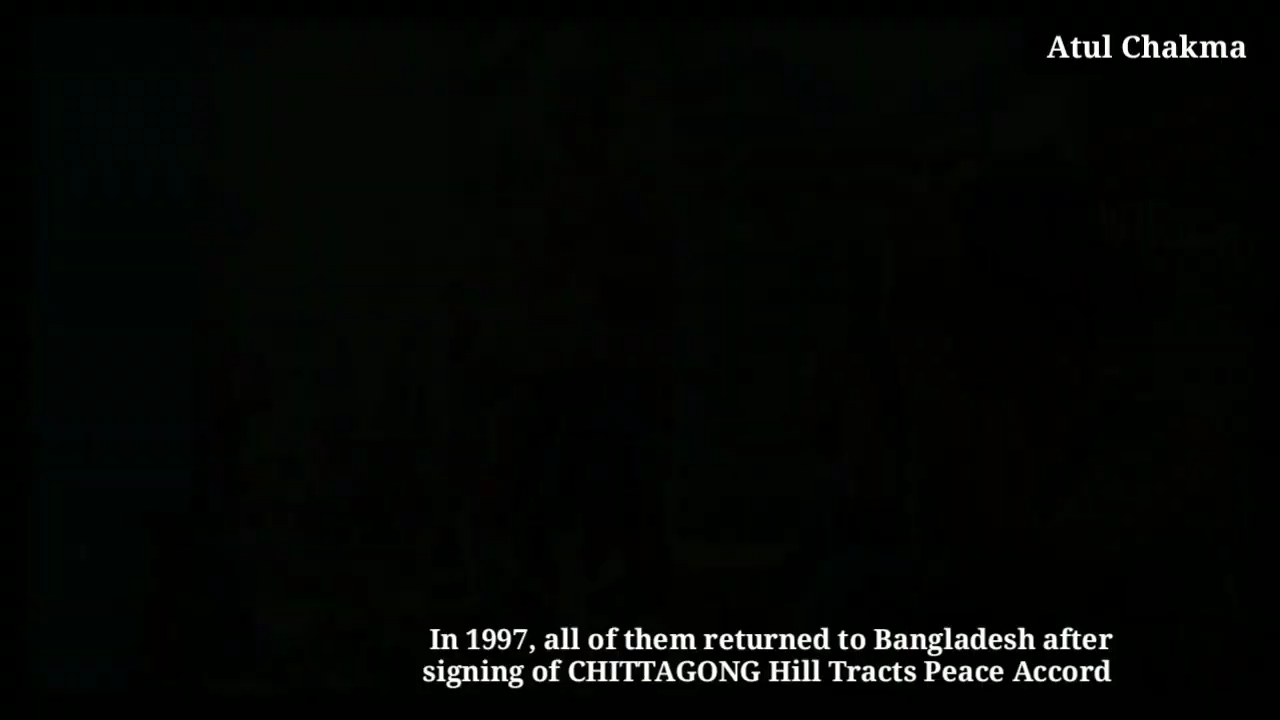 Atul Chakma
In 1997, all of them returned to Bangladesh after
signing of CHITTAGONG Hill Tracts Peace Accord